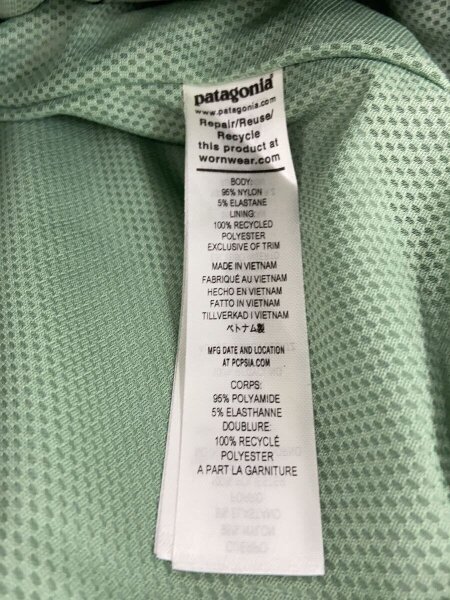 patagonia®
www.patagonia.com
Repair/Reuse/
Recycle
this product at
wornwear.com
BODY:
95% NYLON
5% ELASTANE
LINING:
100% RECYCLED
POLYESTER
EXCLUSIVE OF TRIM
MADE IN VIETNAM
FABRIQUÉ AU VIETNAM
HECHO EN VIETNAM
FATTO IN VIETNAM
TILLVERKAD I VIETNAM
ベトナム製
MFG DATE AND LOCATION
AT PCPSIA.COM
CORPS:
95% POLYAMIDE
5% ELASTHANNE
DOUBLURE:
100% RECYCLÉ
POLYESTER
A PART LA GARNITURE